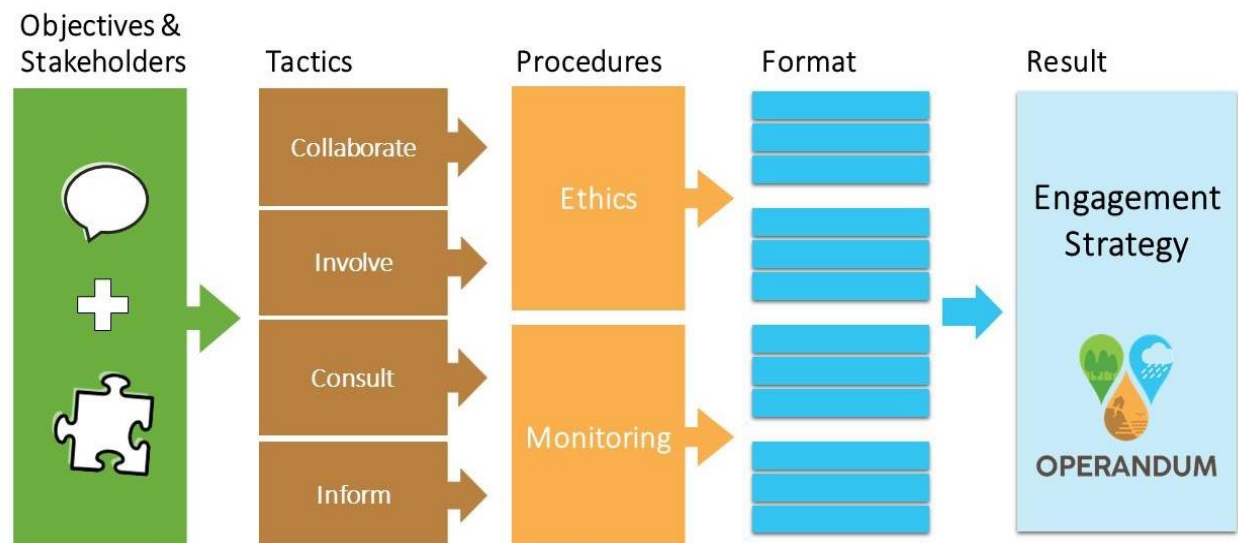 Objectives &
Stakeholders
Tactics
Procedures
Format
Result
Collaborate
Involve
Consult
Inform
Ethics
Monitoring
Engagement
Strategy
OPERANDUM